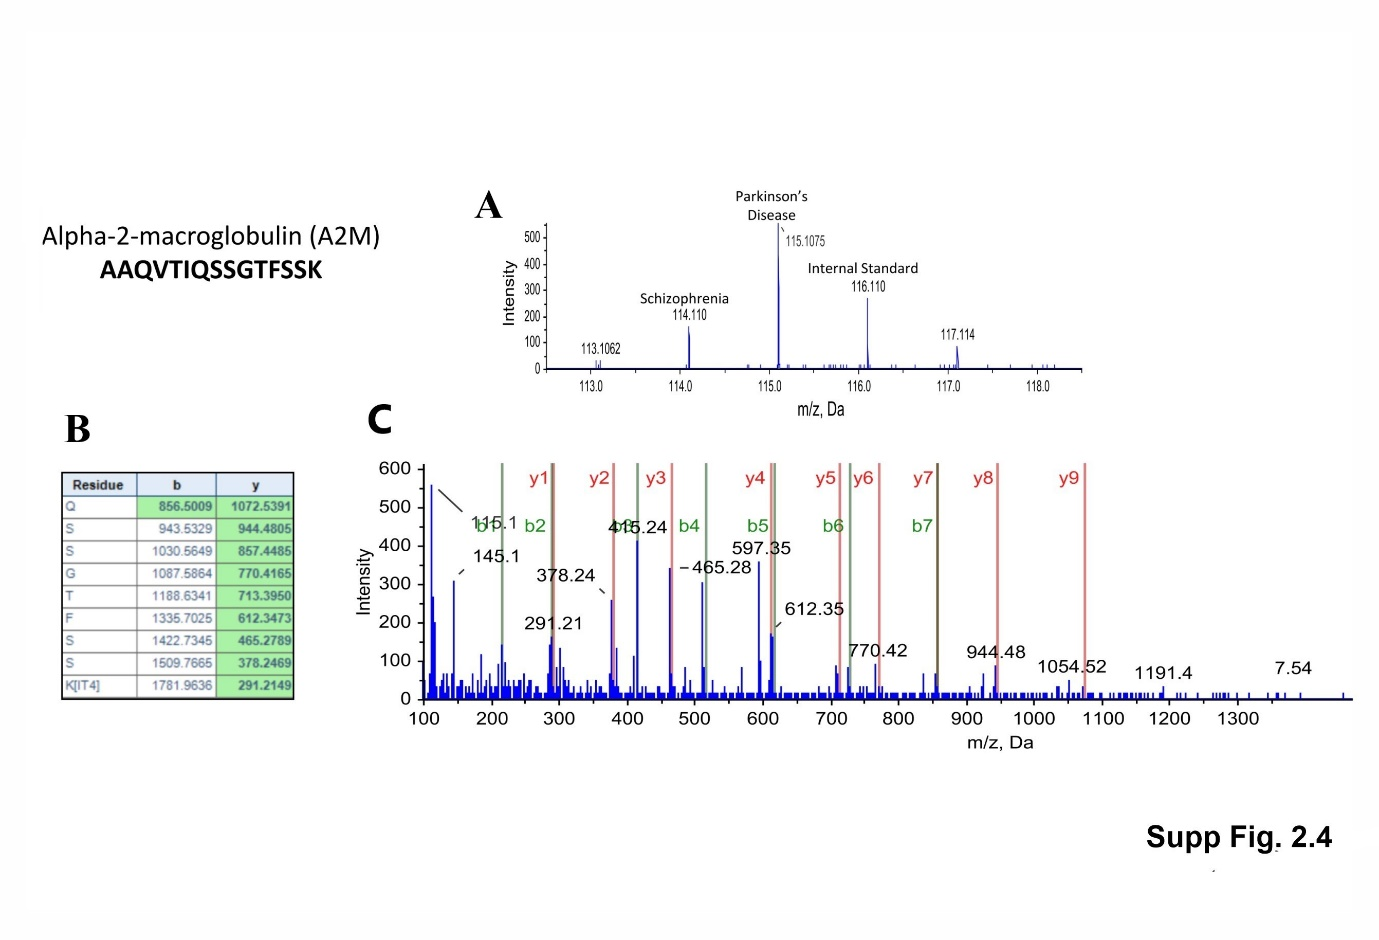 Alpha-2-macroglobulin (A2M)
AAQVTIQSSGTFSSK
A
Parkinson's
Disease
115.1075
Internal Standard
116.110
Schizophrenia
114.110
117.114
113.1062
Intensity
500
400
300
200
100
0
113.0 114.0 115.0 116.0 117.0 118.0
m/z, Da
B
Residue b y
Q 856.5009 1072.5391
S 943.5329 944.4805
S 1030.5649 857.4485
G 1087.5864 770.4165
T 1188.6341 713.3950
F 1335.7025 612.3473
S 1422.7345 465.2789
S 1509.7665 378.2469
K[IT4] 1781.9636 291.2149
C
Intensity
600
500
400
300
200
100
0
y1 y2 y3 y4 y5 y6 y7 y8 y9
b1 b2 b3 b4 b5 b6 b7
115.1
415.24
145.1
597.35
378.24
465.28
612.35
291.21
770.42
944.48
1054.52
1191.4
7.54
100 200 300 400 500 600 700 800 900 1000 1100 1200 1300
m/z, Da
Supp Fig. 2.4